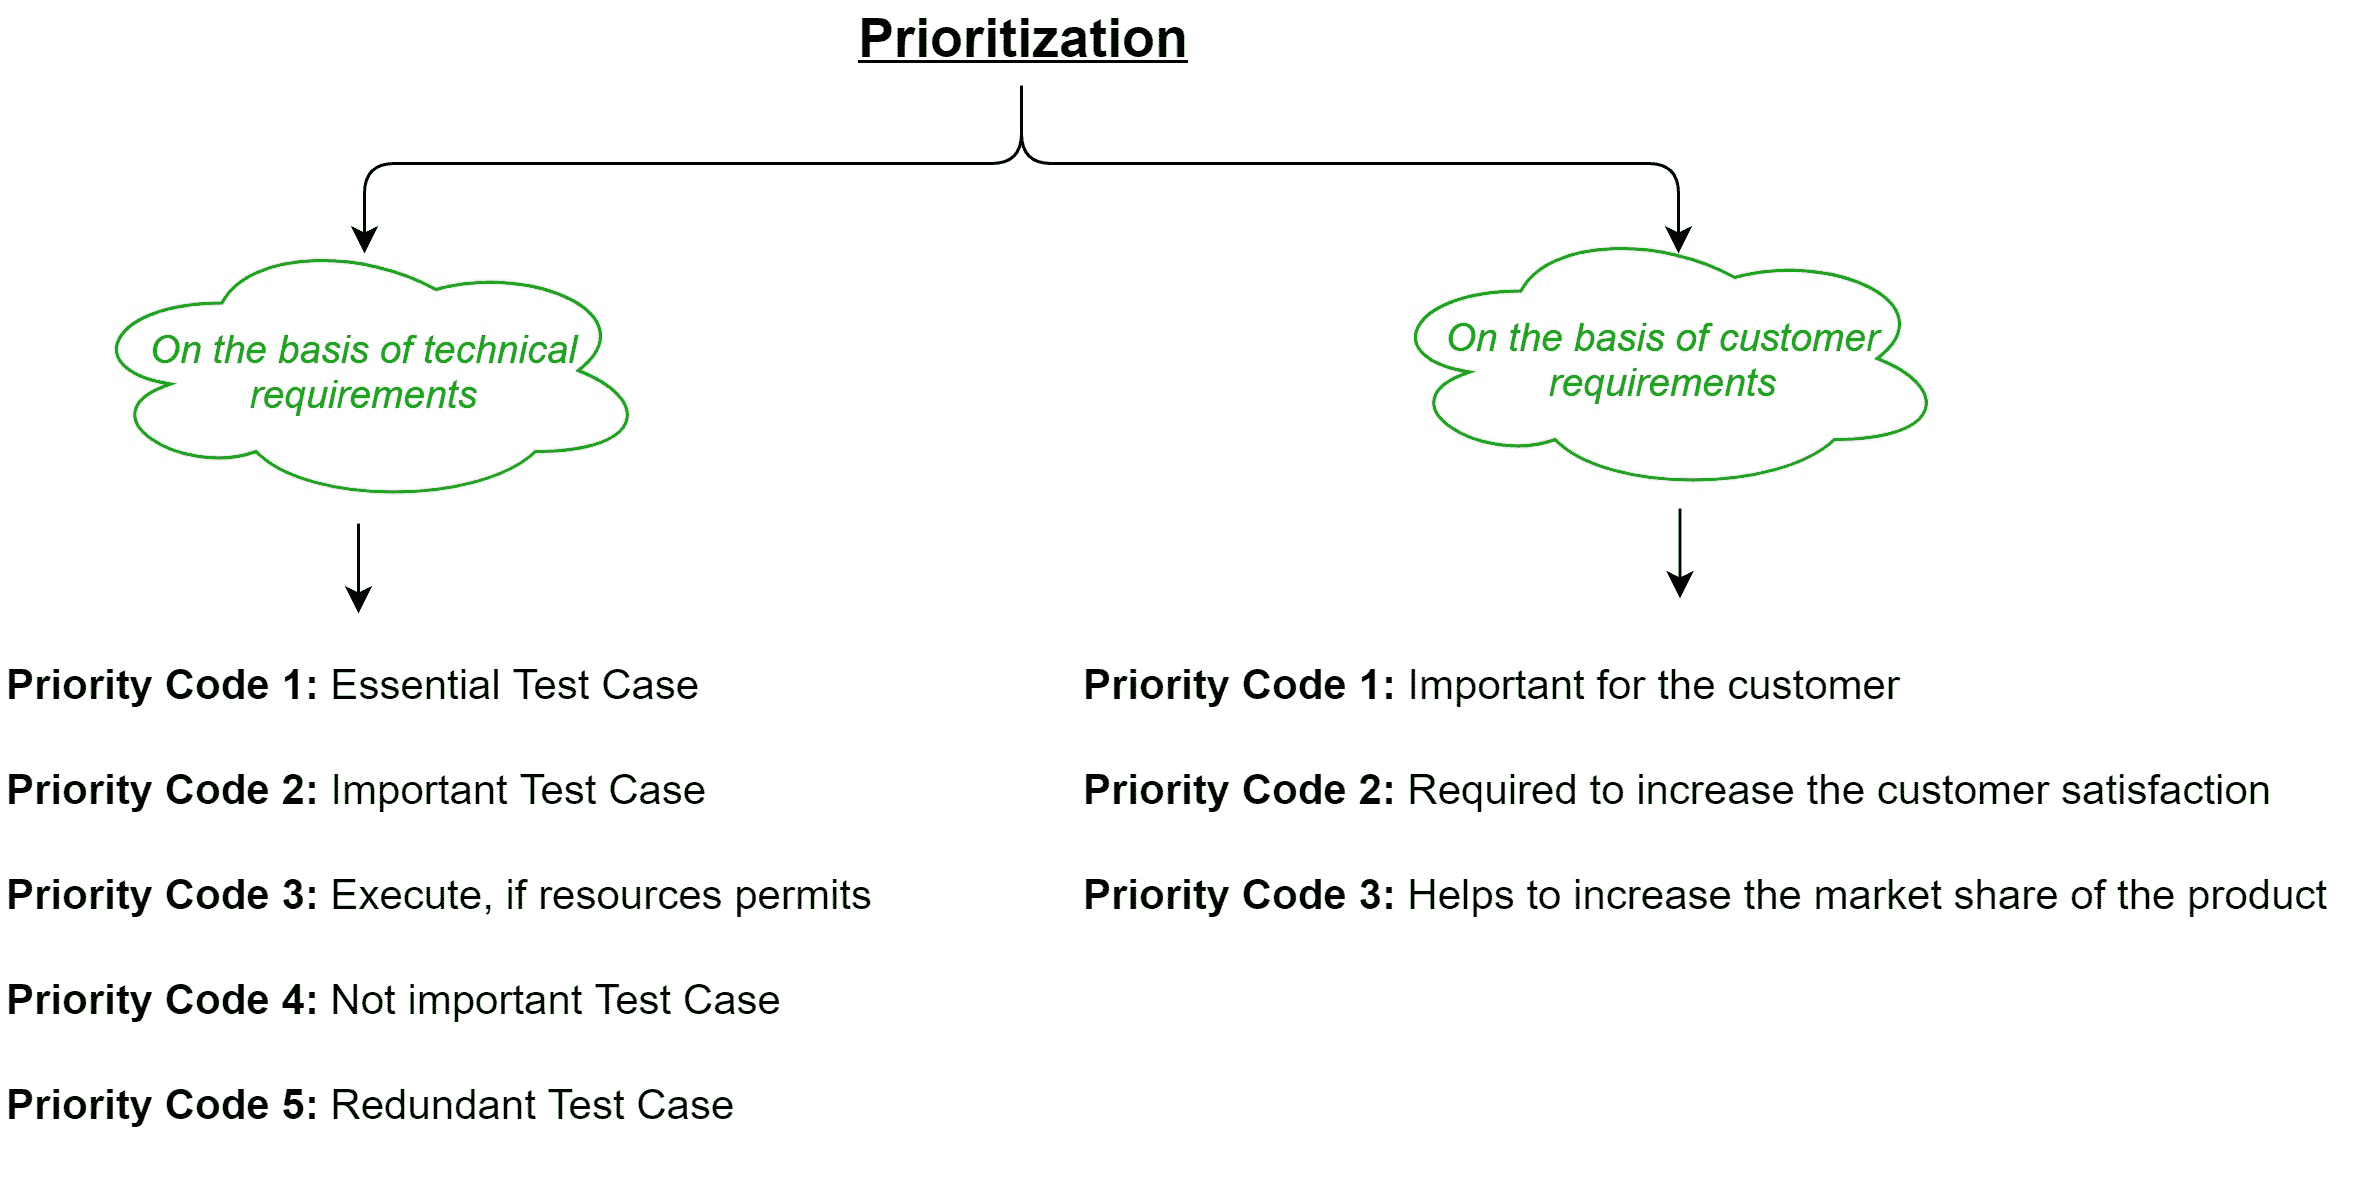 Prioritization
On the basis of technical
requirements
On the basis of customer
requirements
Priority Code 1: Essential Test Case
Priority Code 2: Important Test Case
Priority Code 3: Execute, if resources permits
Priority Code 4: Not important Test Case
Priority Code 5: Redundant Test Case
Priority Code 1: Important for the customer
Priority Code 2: Required to increase the customer satisfaction
Priority Code 3: Helps to increase the market share of the product